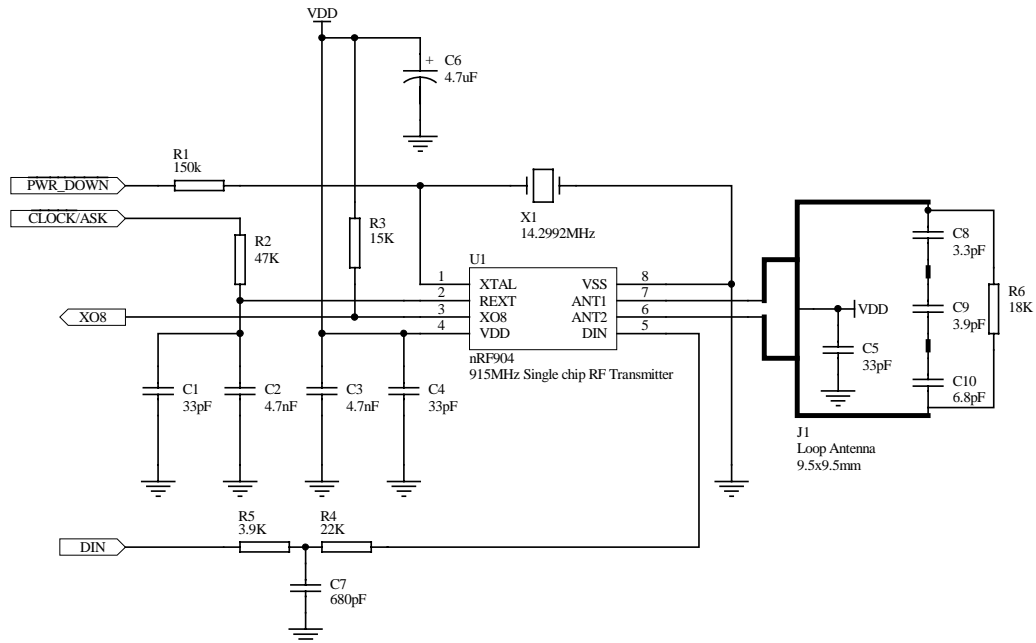 VDD
C6
4.7uF
+
R1
150k
PWR_DOWN
CLOCK/ASK
R2
47K
R3
15K
X1
14.2992MHz
U1
1 XTAL VSS 8
2 REXT ANT1 7
XO8
3 XO8 ANT2 6
4 VDD DIN 5
nRF904
915MHz Single chip RF Transmitter
C8
3.3pF
R6
18K
VDD
C9
3.9pF
C5
33pF
C10
6.8pF
C1
33pF
C2
4.7nF
C3
4.7nF
C4
33pF
J1
Loop Antenna
9.5x9.5mm
R5
3.9K
R4
22K
DIN
C7
680pF